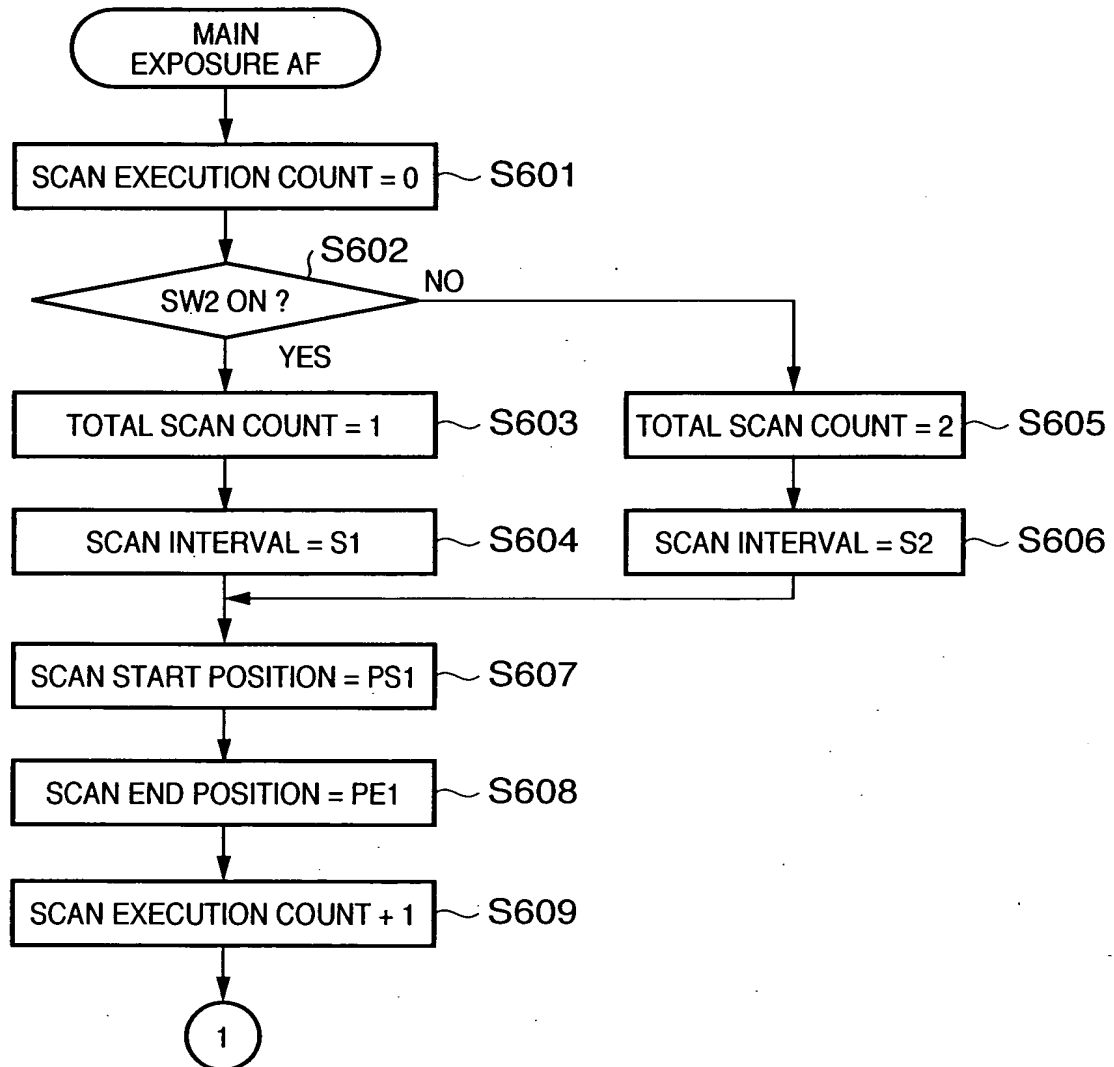 MAIN
EXPOSURE AF
SCAN EXECUTION COUNT = 0
S601
S602
SW2 ON ?
NO
YES
TOTAL SCAN COUNT = 1
S603
TOTAL SCAN COUNT = 2
S605
SCAN INTERVAL = S1
S604
SCAN INTERVAL = S2
S606
SCAN START POSITION = PS1
S607
SCAN END POSITION = PE1
S608
SCAN EXECUTION COUNT + 1
S609
1